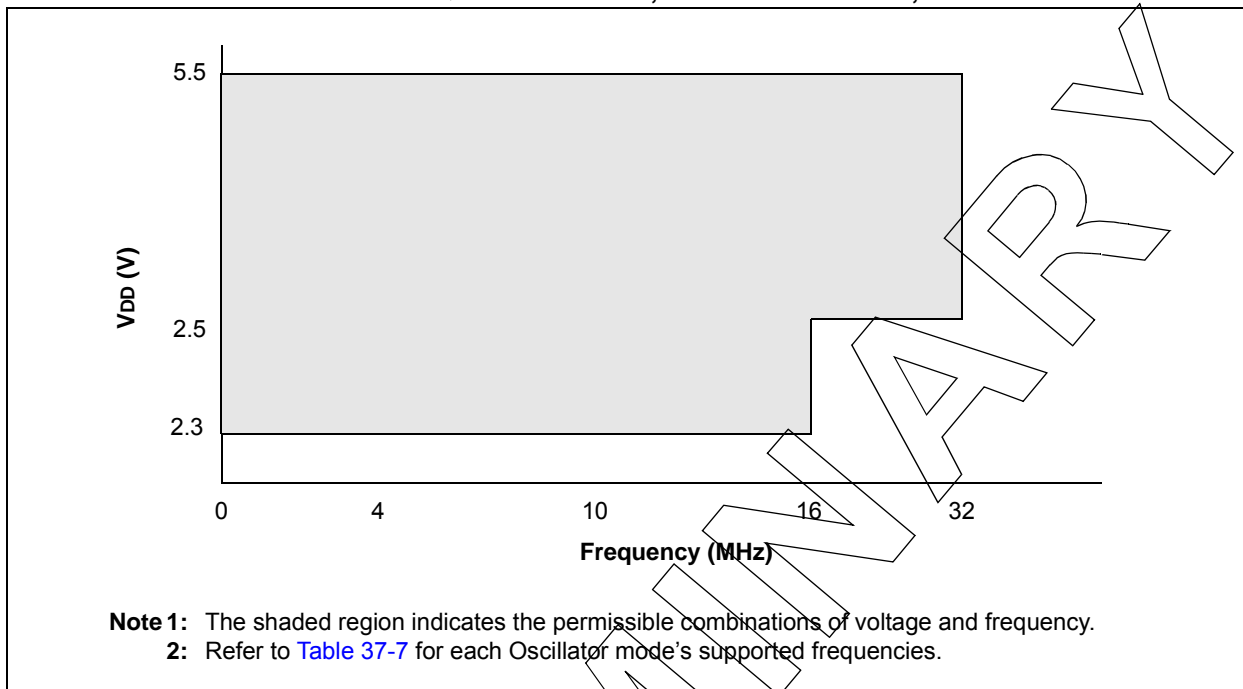 5.5
VDD (V)
2.5
2.3
0 4 10 16 32
Frequency (MHz)
Note 1: The shaded region indicates the permissible combinations of voltage and frequency.
2: Refer to Table 37-7 for each Oscillator mode's supported frequencies.